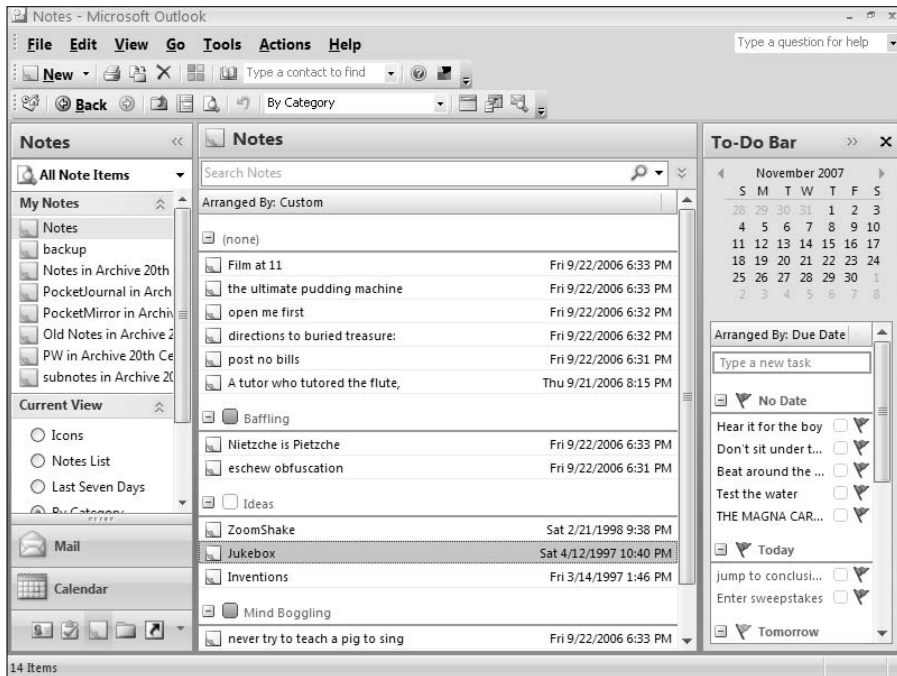 Notes - Microsoft Outlook
File Edit View Go Tools Actions Help
Type a question for help
New
Type a contact to find
Back
By Category
Notes
All Note Items
My Notes
Notes
backup
Notes in Archive 20th
PocketJournal in Arch
PocketMirror in Archiv
Old Notes in Archive 2
PW in Archive 20th Ce
subnotes in Archive 20
Current View
Icons
Notes List
Last Seven Days
By Category
Mail
Calendar
Notes
Search Notes
Arranged By: Custom
(none)
Film at 11 Fri 9/22/2006 6:33 PM
the ultimate pudding machine Fri 9/22/2006 6:33 PM
open me first Fri 9/22/2006 6:32 PM
directions to buried treasure: Fri 9/22/2006 6:32 PM
post no bills Fri 9/22/2006 6:31 PM
A tutor who tutored the flute, Thu 9/21/2006 8:15 PM
Baffling
Nietzche is Pietzche Fri 9/22/2006 6:33 PM
eschew obfuscation Fri 9/22/2006 6:31 PM
Ideas
ZoomShake Sat 2/21/1998 9:38 PM
Jukebox Sat 4/12/1997 10:40 PM
Inventions Fri 3/14/1997 1:46 PM
Mind Boggling
never try to teach a pig to sing Fri 9/22/2006 6:33 PM
To-Do Bar
November 2007
S M T W T F S
28 29 30 31 1 2 3
4 5 6 7 8 9 10
11 12 13 14 15 16 17
18 19 20 21 22 23 24
25 26 27 28 29 30 1
2 3 4 5 6 7 8
Arranged By: Due Date
Type a new task
No Date
Hear it for the boy
Don't sit under t...
Beat around the ...
Test the water
THE MAGNA CAR...
Today
jump to conclusi...
Enter sweepstakes
Tomorrow
14 Items